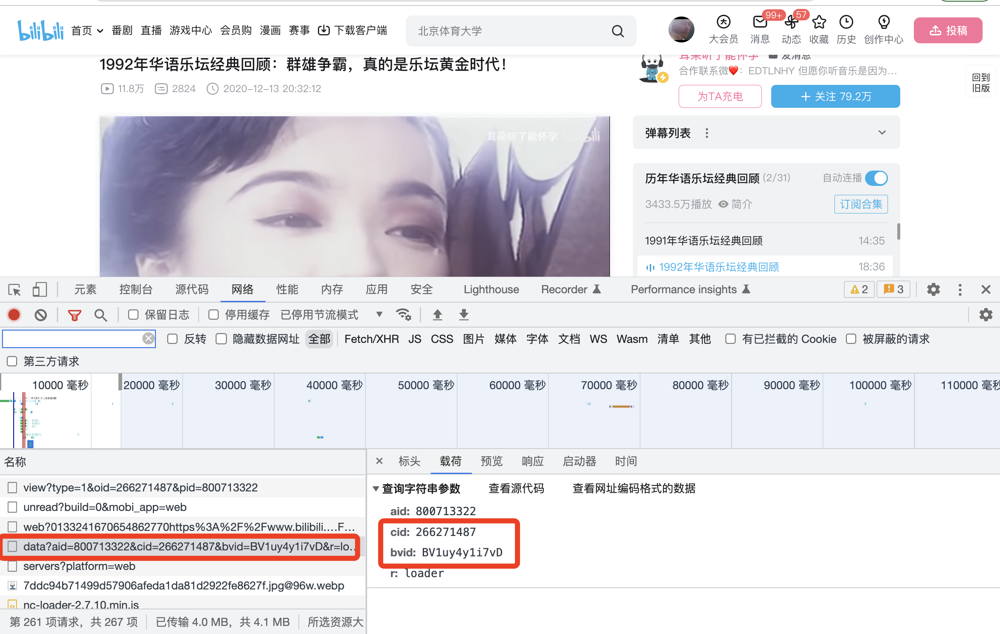 bilibili 首页 番剧 直播 游戏中心 会员购 漫画 赛事 下载客户端 北京体育大学 大会员 99+ 消息 57 动态 收藏 历史 创作中心 投稿
1992年华语乐坛经典回顾：群雄争霸，真的是乐坛黄金时代！
11.8万 2824 2020-12-13 20:32:12
耳朵听了能怀孕 发消息
合作联系微❤️：EDTLNHY 但愿你听音乐是因为…
为TA充电 + 关注 79.2万
回到
旧版
耳朵听了能怀孕
弹幕列表
历年华语乐坛经典回顾 (2/31) 自动连播
3433.5万播放 简介 订阅合集
1991年华语乐坛经典回顾 14:35
1992年华语乐坛经典回顾 18:36
元素 控制台 源代码 网络 性能 内存 应用 安全 Lighthouse Recorder Performance insights 2 3
保留日志 停用缓存 已停用节流模式
反转 隐藏数据网址 全部 Fetch/XHR JS CSS 图片 媒体 字体 文档 WS Wasm 清单 其他 有已拦截的 Cookie 被屏蔽的请求
第三方请求
10000 毫秒 20000 毫秒 30000 毫秒 40000 毫秒 50000 毫秒 60000 毫秒 70000 毫秒 80000 毫秒 90000 毫秒 100000 毫秒 110000 毫秒
名称
view?type=1&oid=266271487&pid=800713322
unread?build=0&mobi_app=web
web?0133241670654862770https%3A%2F%2Fwww.bilibili.…F…
data?aid=800713322&cid=266271487&bvid=BV1uy4y1i7vD&r=lo…
servers?platform=web
7ddc94b71499d57906afeda1da81d2922fe8627f.jpg@96w.webp
nc-loader-2.7.10.min.js
第 261 项请求，共 267 项 已传输 4.0 MB，共 4.1 MB 所选资源大
标头 载荷 预览 响应 启动器 时间
查询字符串参数 查看源代码 查看网址编码格式的数据
aid: 800713322
cid: 266271487
bvid: BV1uy4y1i7vD
r: loader